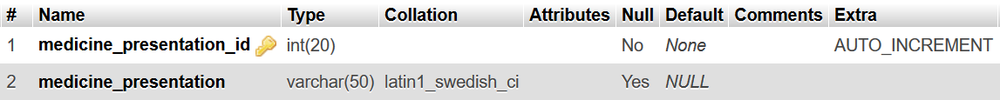 # Name Type Collation Attributes Null Default Comments Extra
1 medicine_presentation_id int(20) No None AUTO_INCREMENT
2 medicine_presentation varchar(50) latin1_swedish_ci Yes NULL